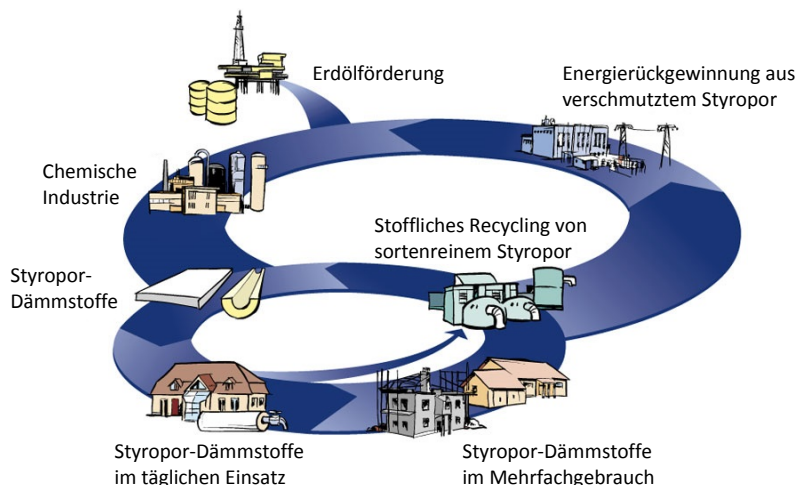 Erdölförderung
Energierückgewinnung aus
verschmutztem Styropor
Chemische
Industrie
Stoffliches Recycling von
sortenreinem Styropor
Styropor-
Dämmstoffe
Styropor-Dämmstoffe
im täglichen Einsatz
Styropor-Dämmstoffe
im Mehrfachgebrauch